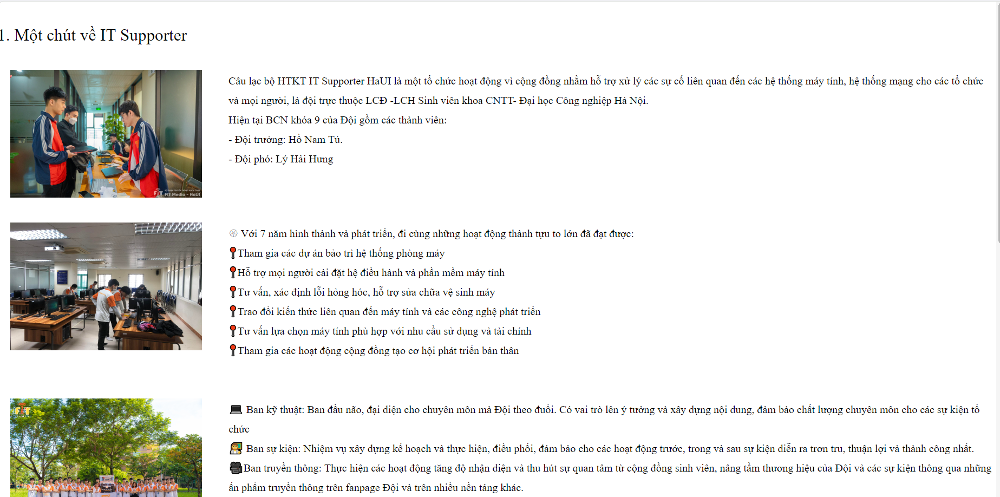 1. Một chút về IT Supporter
Câu lạc bộ HTKT IT Supporter HaUI là một tổ chức hoạt động vì cộng đồng nhằm hỗ trợ xử lý các sự cố liên quan đến các hệ thống máy tính, hệ thống mạng cho các tổ chức
và mọi người, là đội trực thuộc LCĐ -LCH Sinh viên khoa CNTT- Đại học Công nghiệp Hà Nội.
Hiện tại BCN khóa 9 của Đội gồm các thành viên:
- Đội trưởng: Hồ Nam Tú.
- Đội phó: Lý Hải Hưng
FIT Media - HaUI
🏵 Với 7 năm hình thành và phát triển, đi cùng những hoạt động thành tựu to lớn đã đạt được:
📍Tham gia các dự án bảo trì hệ thống phòng máy
📍Hỗ trợ mọi người cài đặt hệ điều hành và phần mềm máy tính
📍Tư vấn, xác định lỗi hỏng hóc, hỗ trợ sửa chữa vệ sinh máy
📍Trao đổi kiến thức liên quan đến máy tính và các công nghệ phát triển
📍Tư vấn lựa chọn máy tính phù hợp với nhu cầu sử dụng và tài chính
📍Tham gia các hoạt động cộng đồng tạo cơ hội phát triển bản thân
FIT
💻 Ban kỹ thuật: Ban đầu não, đại diện cho chuyên môn mà Đội theo đuổi. Có vai trò lên ý tưởng và xây dựng nội dung, đảm bảo chất lượng chuyên môn cho các sự kiện tổ
chức
👩‍🏫 Ban sự kiện: Nhiệm vụ xây dựng kế hoạch và thực hiện, điều phối, đảm bảo cho các hoạt động trước, trong và sau sự kiện diễn ra trơn tru, thuận lợi và thành công nhất.
🎥Ban truyền thông: Thực hiện các hoạt động tăng độ nhận diện và thu hút sự quan tâm từ cộng đồng sinh viên, nâng tầm thương hiệu của Đội và các sự kiện thông qua những
ấn phẩm truyền thông trên fanpage Đội và trên nhiều nền tảng khác.